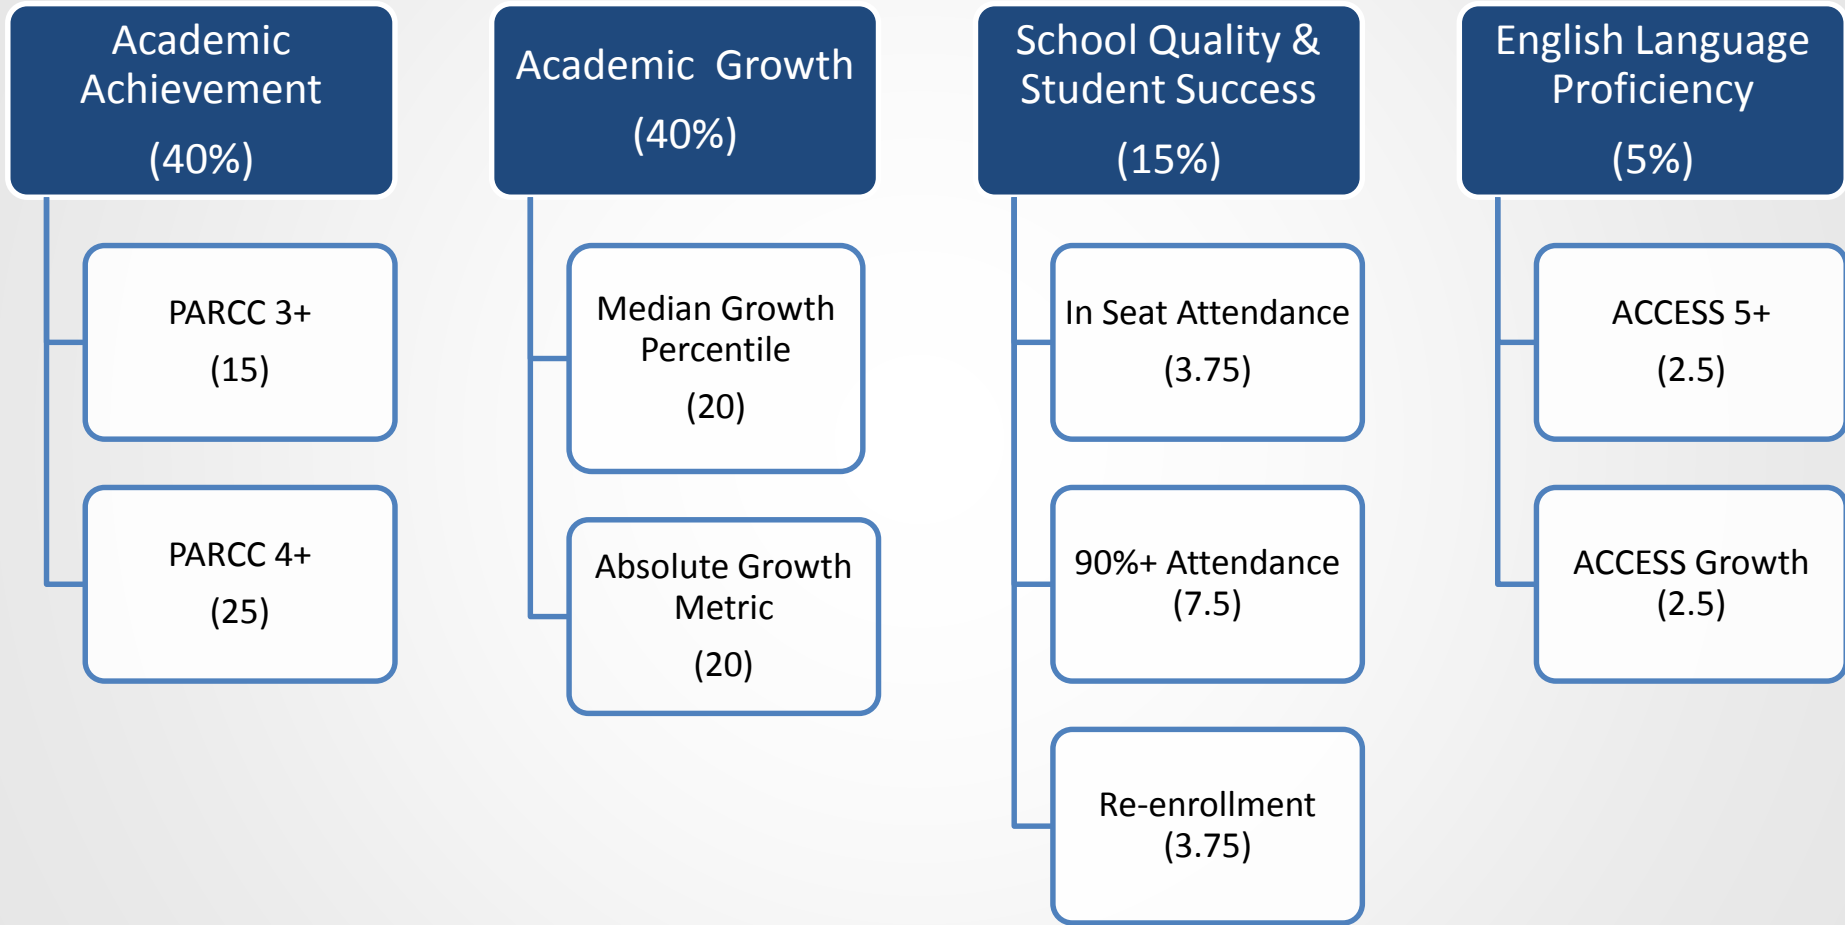 Academic
Achievement
(40%)
PARCC 3+
(15)
PARCC 4+
(25)
Academic Growth
(40%)
Median Growth
Percentile
(20)
Absolute Growth
Metric
(20)
School Quality &
Student Success
(15%)
In Seat Attendance
(3.75)
90%+ Attendance
(7.5)
Re-enrollment
(3.75)
English Language
Proficiency
(5%)
ACCESS 5+
(2.5)
ACCESS Growth
(2.5)